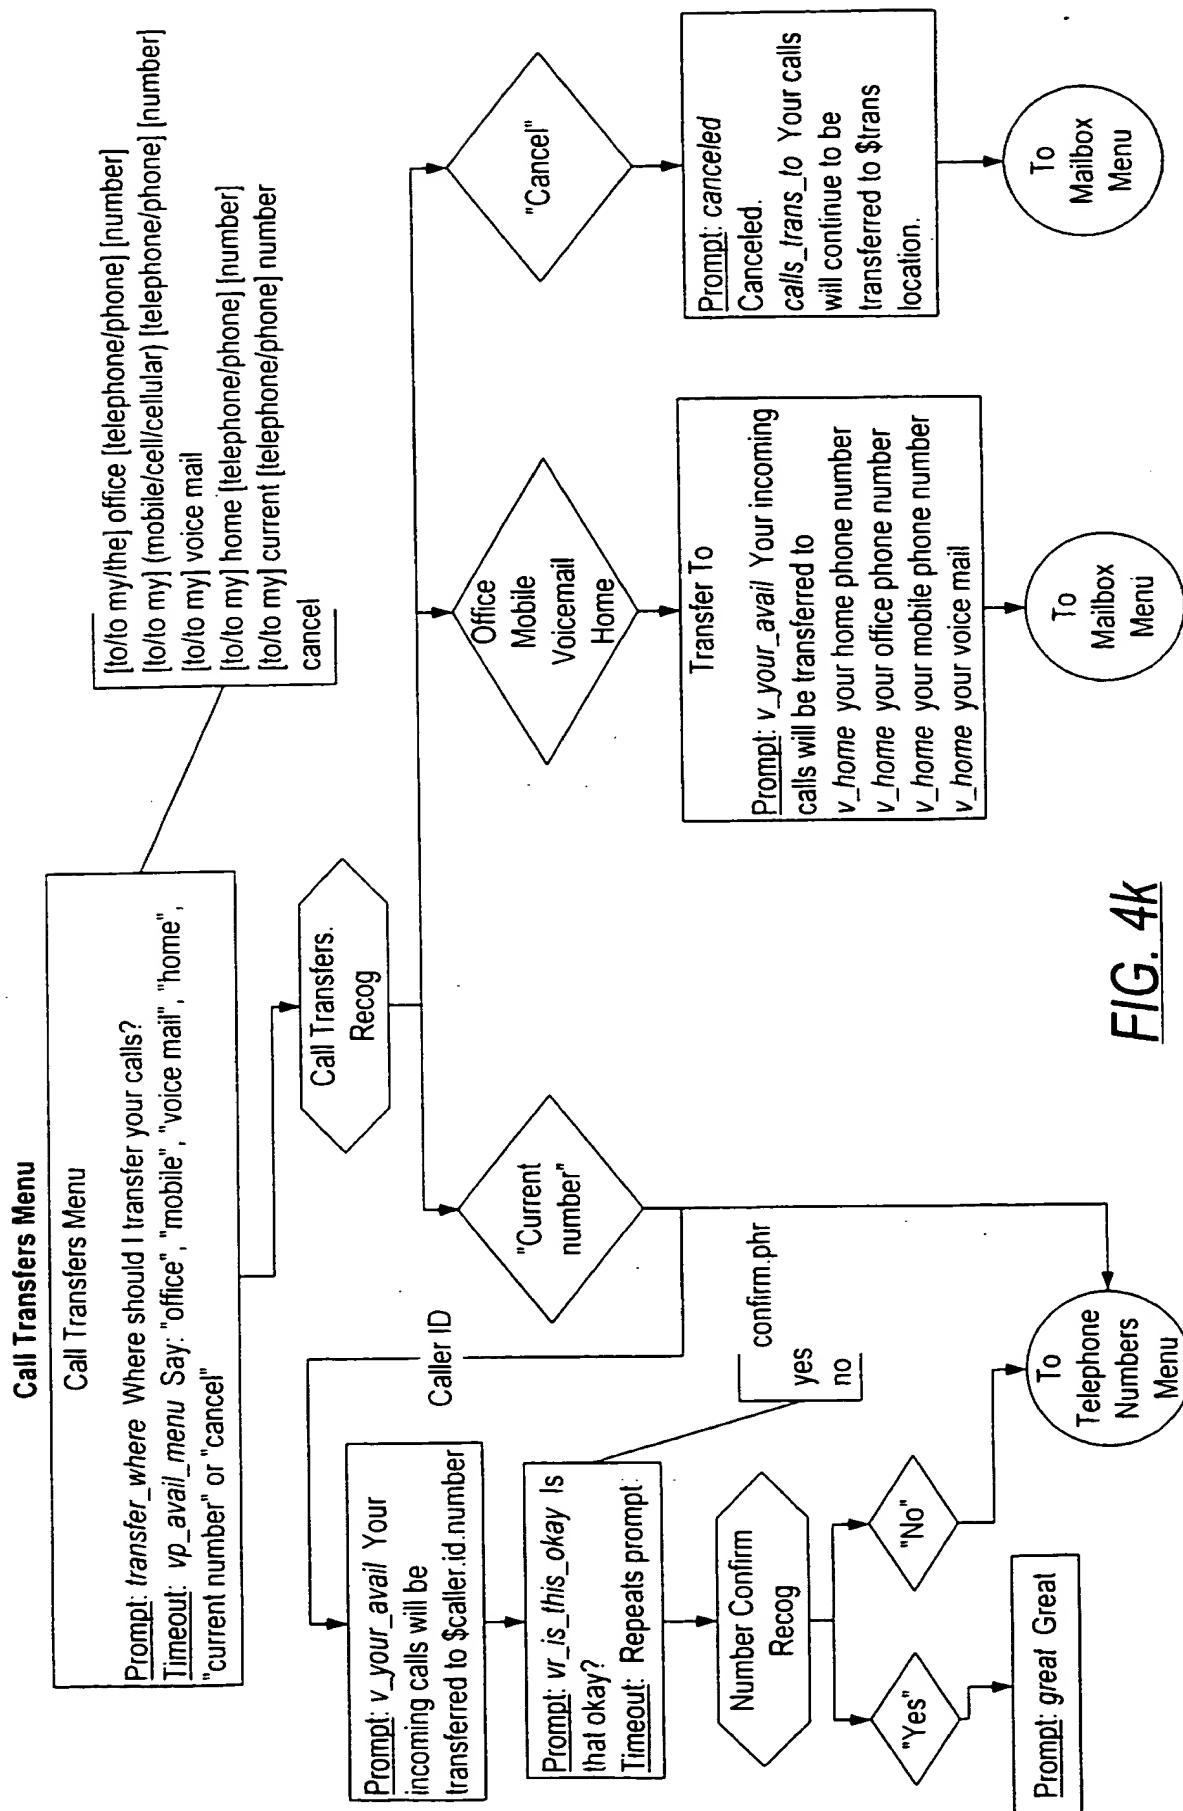 Call Transfers Menu
Call Transfers Menu
Prompt: transfer_where Where should I transfer your calls?
Timeout: vp_avail_menu Say: "office", "mobile", "voice mail", "home",
"current number" or "cancel"
[to/to my/the] office [telephone/phone] [number]
[to/to my] (mobile/cell/cellular) [telephone/phone] [number]
[to/to my] voice mail
[to/to my] home [telephone/phone] [number]
[to/to my] current [telephone/phone] number
cancel
Call Transfers.
Recog
"Current
number"
Office
Mobile
Voicemail
Home
"Cancel"
Caller ID
Prompt: v_your_avail Your
incoming calls will be
transferred to $caller.id.number
Prompt: vr_is_this_okay Is
that okay?
Timeout: Repeats prompt
confirm.phr
yes
no
Number Confirm
Recog
"Yes"
"No"
Prompt: great Great
To
Telephone
Numbers
Menu
Transfer To
Prompt: v_your_avail Your incoming
calls will be transferred to
v_home your home phone number
v_home your office phone number
v_home your mobile phone number
v_home your voice mail
To
Mailbox
Menu
Prompt: canceled
Canceled.
calls_trans_to Your calls
will continue to be
transferred to $trans
location.
To
Mailbox
Menu
FIG. 4k